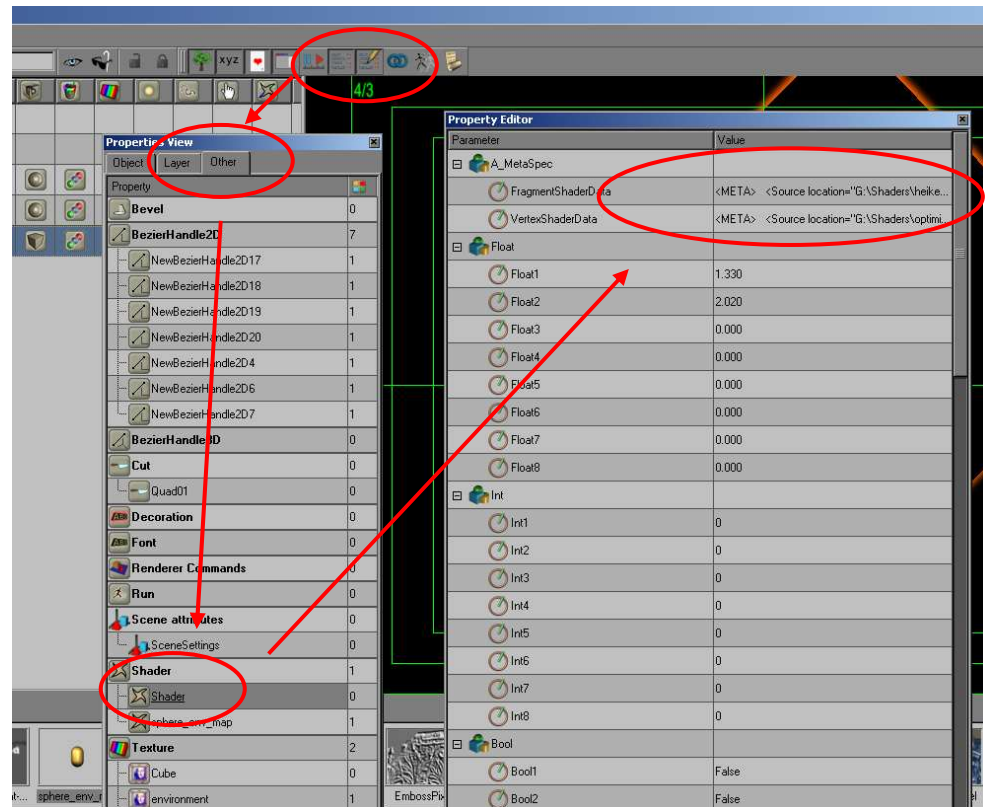 xyz
4/3
Properties View
Object Layer Other
Property
Bevel 0
BezierHandle2D 7
NewBezierHandle2D17 1
NewBezierHandle2D18 1
NewBezierHandle2D19 1
NewBezierHandle2D20 1
NewBezierHandle2D4 1
NewBezierHandle2D6 1
NewBezierHandle2D7 1
BezierHandle3D 0
Cut 0
Quad01 0
Decoration 0
Font 0
Renderer Commands 0
Run 0
Scene attributes 0
SceneSettings 0
Shader 1
Shader 0
sphere_env_map 1
Texture 2
Cube 0
environment 1
Property Editor
Parameter Value
A_MetaSpec
FragmentShaderData <META> <Source location="G:\Shaders\heike...
VertexShaderData <META> <Source location="G:\Shaders\optimi...
Float
Float1 1.330
Float2 2.020
Float3 0.000
Float4 0.000
Float5 0.000
Float6 0.000
Float7 0.000
Float8 0.000
Int
Int1 0
Int2 0
Int3 0
Int4 0
Int5 0
Int6 0
Int7 0
Int8 0
Bool
Bool1 False
Bool2 False
sphere_env_r
EmbossPix